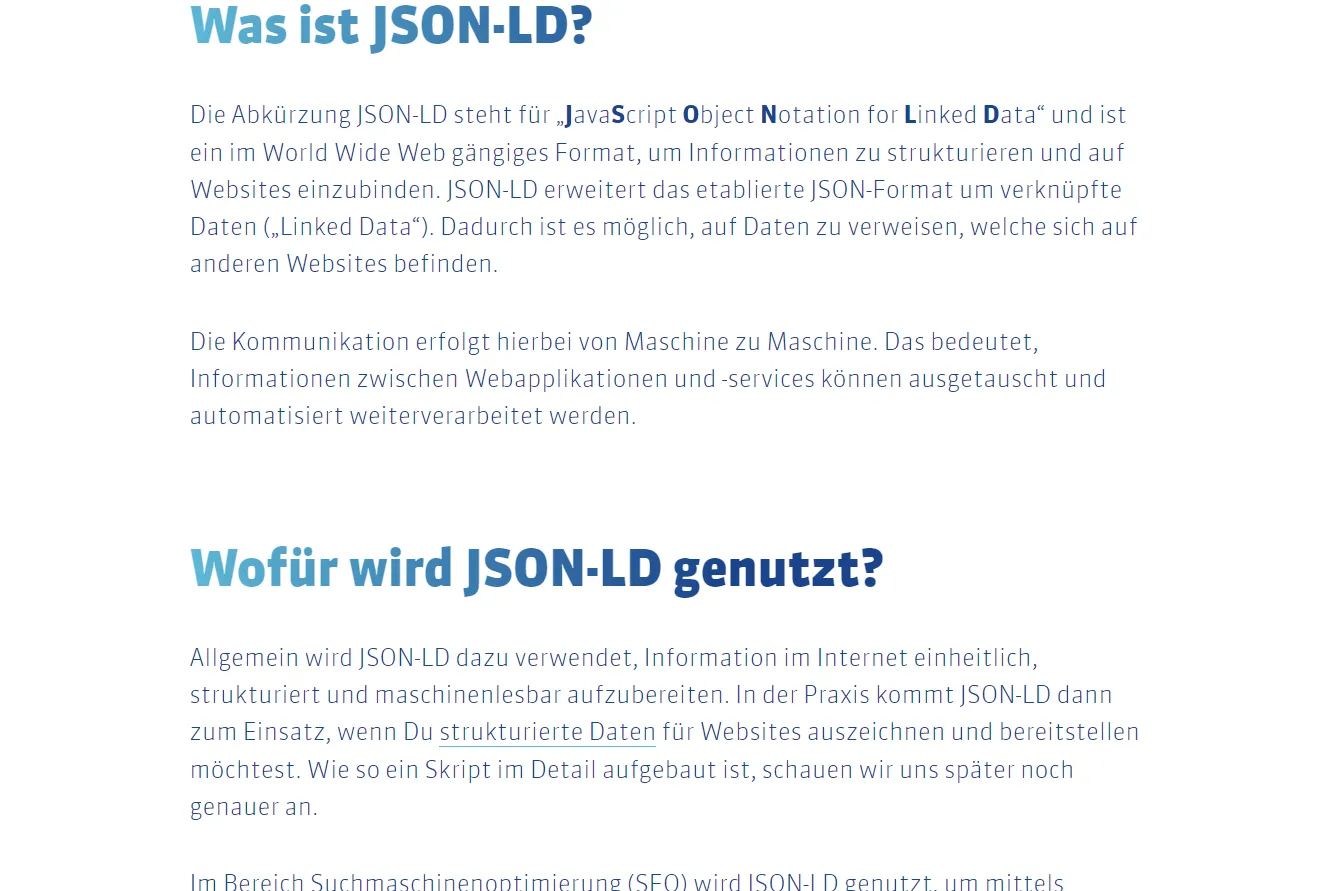 Was ist JSON-LD?
Die Abkürzung JSON-LD steht für „JavaScript Object Notation for Linked Data“ und ist
ein im World Wide Web gängiges Format, um Informationen zu strukturieren und auf
Websites einzubinden. JSON-LD erweitert das etablierte JSON-Format um verknüpfte
Daten („Linked Data“). Dadurch ist es möglich, auf Daten zu verweisen, welche sich auf
anderen Websites befinden.
Die Kommunikation erfolgt hierbei von Maschine zu Maschine. Das bedeutet,
Informationen zwischen Webapplikationen und -services können ausgetauscht und
automatisiert weiterverarbeitet werden.
Wofür wird JSON-LD genutzt?
Allgemein wird JSON-LD dazu verwendet, Information im Internet einheitlich,
strukturiert und maschinenlesbar aufzubereiten. In der Praxis kommt JSON-LD dann
zum Einsatz, wenn Du strukturierte Daten für Websites auszeichnen und bereitstellen
möchtest. Wie so ein Skript im Detail aufgebaut ist, schauen wir uns später noch
genauer an.
Im Bereich Suchmaschinenoptimierung (SEO) wird JSON-LD genutzt, um mittels